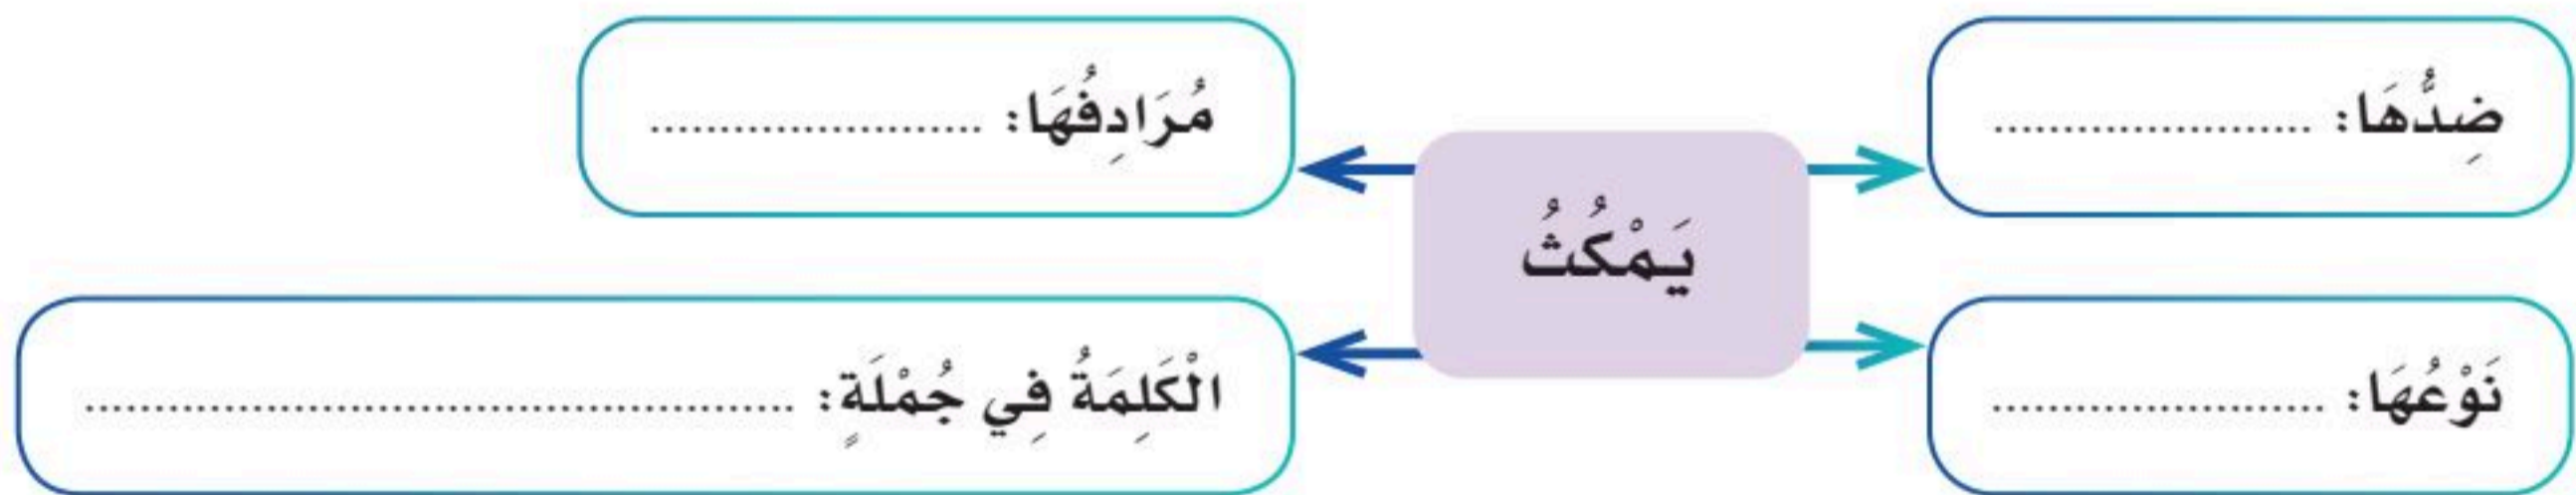 ضِدُّهَا: ......................
مُرَادِفُهَا: ......................
يَمْكُثُ
نَوْعُهَا: ......................
الْكَلِمَةُ فِي جُمْلَةٍ: ..................................................